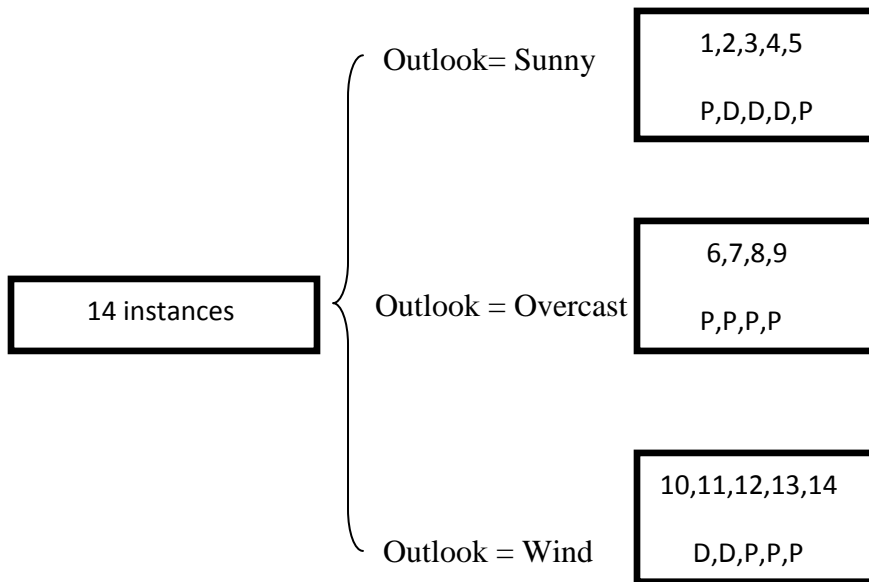 Outlook= Sunny
1,2,3,4,5
P,D,D,D,P
14 instances
Outlook = Overcast
6,7,8,9
P,P,P,P
Outlook = Wind
10,11,12,13,14
D,D,P,P,P